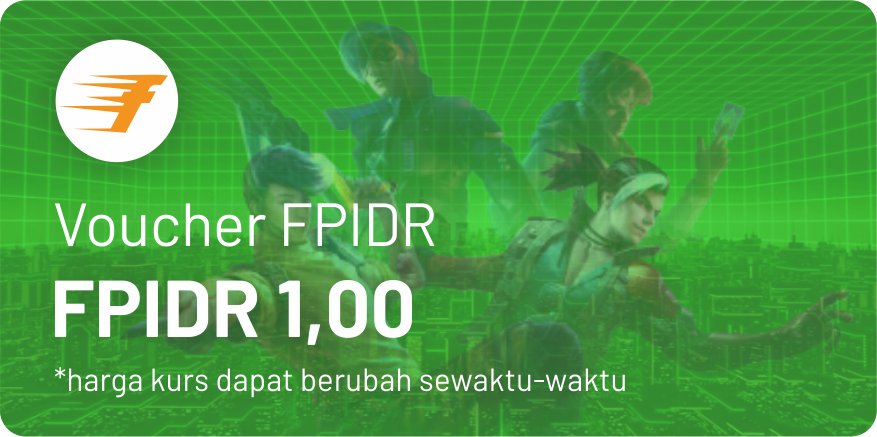 Voucher FPIDR
FPIDR 1,00
*harga kurs dapat berubah sewaktu-waktu